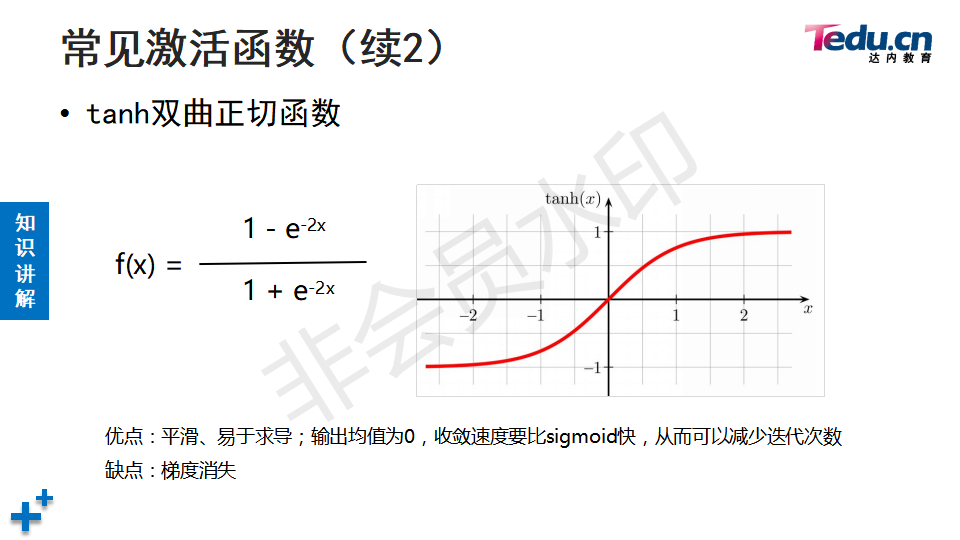 常见激活函数（续2）
Tedu.cn
达内教育
• tanh双曲正切函数
知识讲解
f(x) =
1 - e-2x
1 + e-2x
tanh(x)
1
−2
−1
1
2
x
−1
非会员水印
优点：平滑、易于求导；输出均值为0，收敛速度要比sigmoid快，从而可以减少迭代次数
缺点：梯度消失